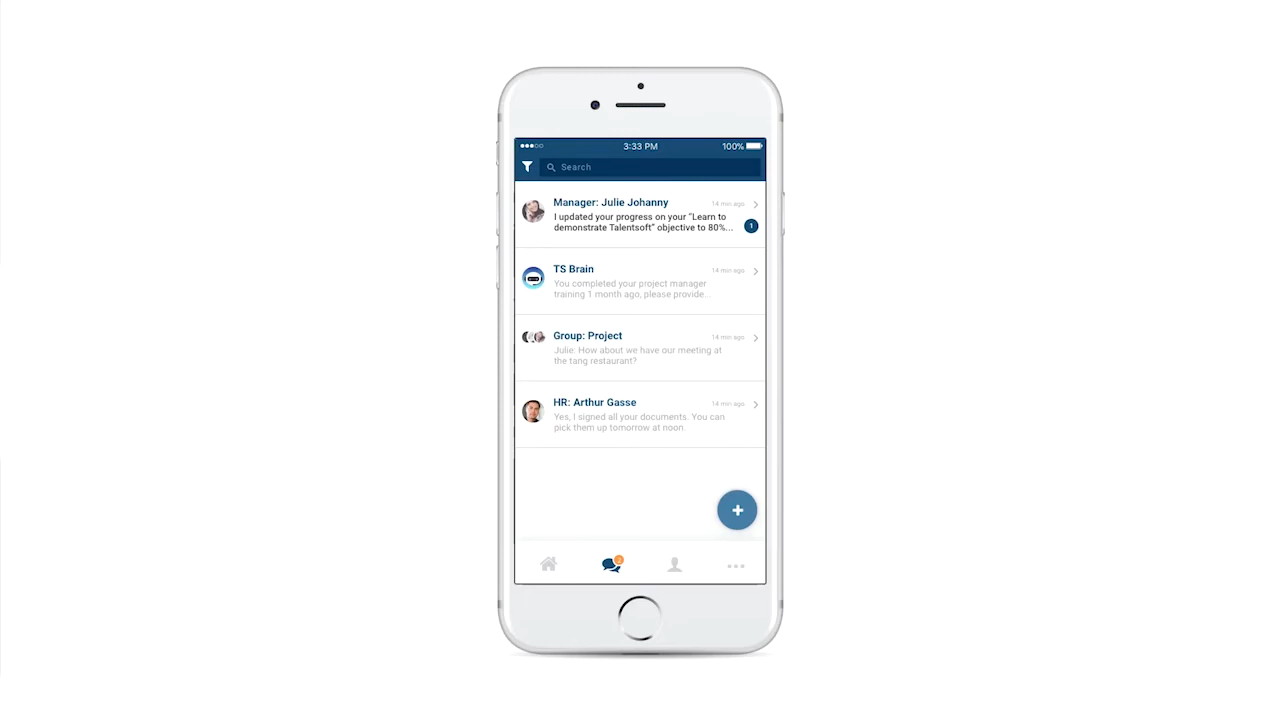 3:33 PM
100%
Search
Manager: Julie Johanny
14 min ago
I updated your progress on your "Learn to
demonstrate Talentsoft" objective to 80%...
1
TS Brain
14 min ago
You completed your project manager
training 1 month ago, please provide...
Group: Project
14 min ago
Julie: How about we have our meeting at
the tang restaurant?
HR: Arthur Gasse
14 min ago
Yes, I signed all your documents. You can
pick them up tomorrow at noon.